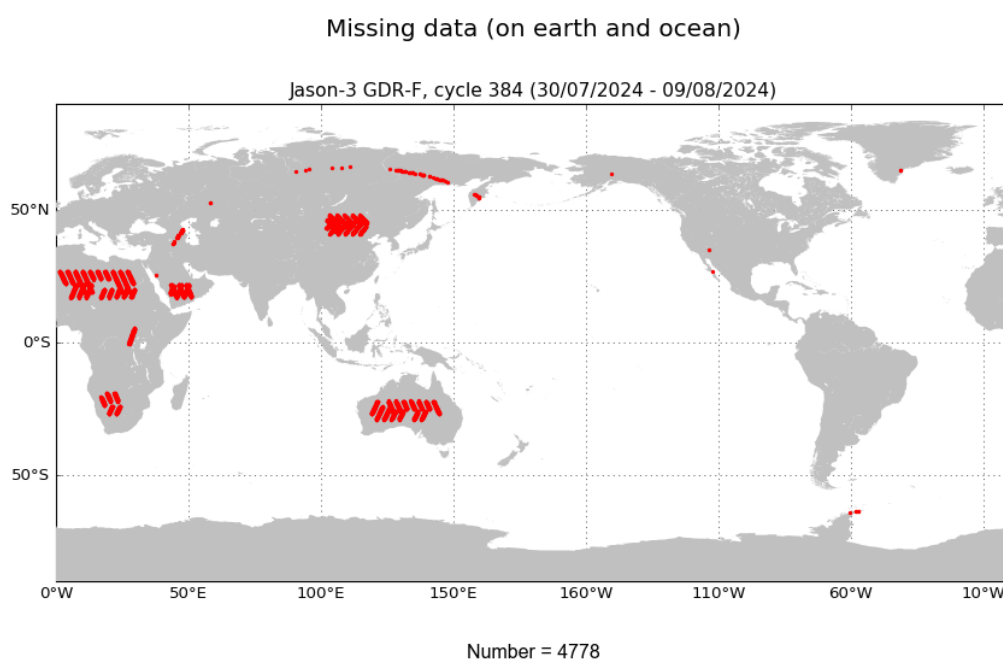 Missing data (on earth and ocean)
Jason-3 GDR-F, cycle 384 (30/07/2024 - 09/08/2024)
50°N
0°S
50°S
0°W 50°E 100°E 150°E 160°W 110°W 60°W 10°W
Number = 4778